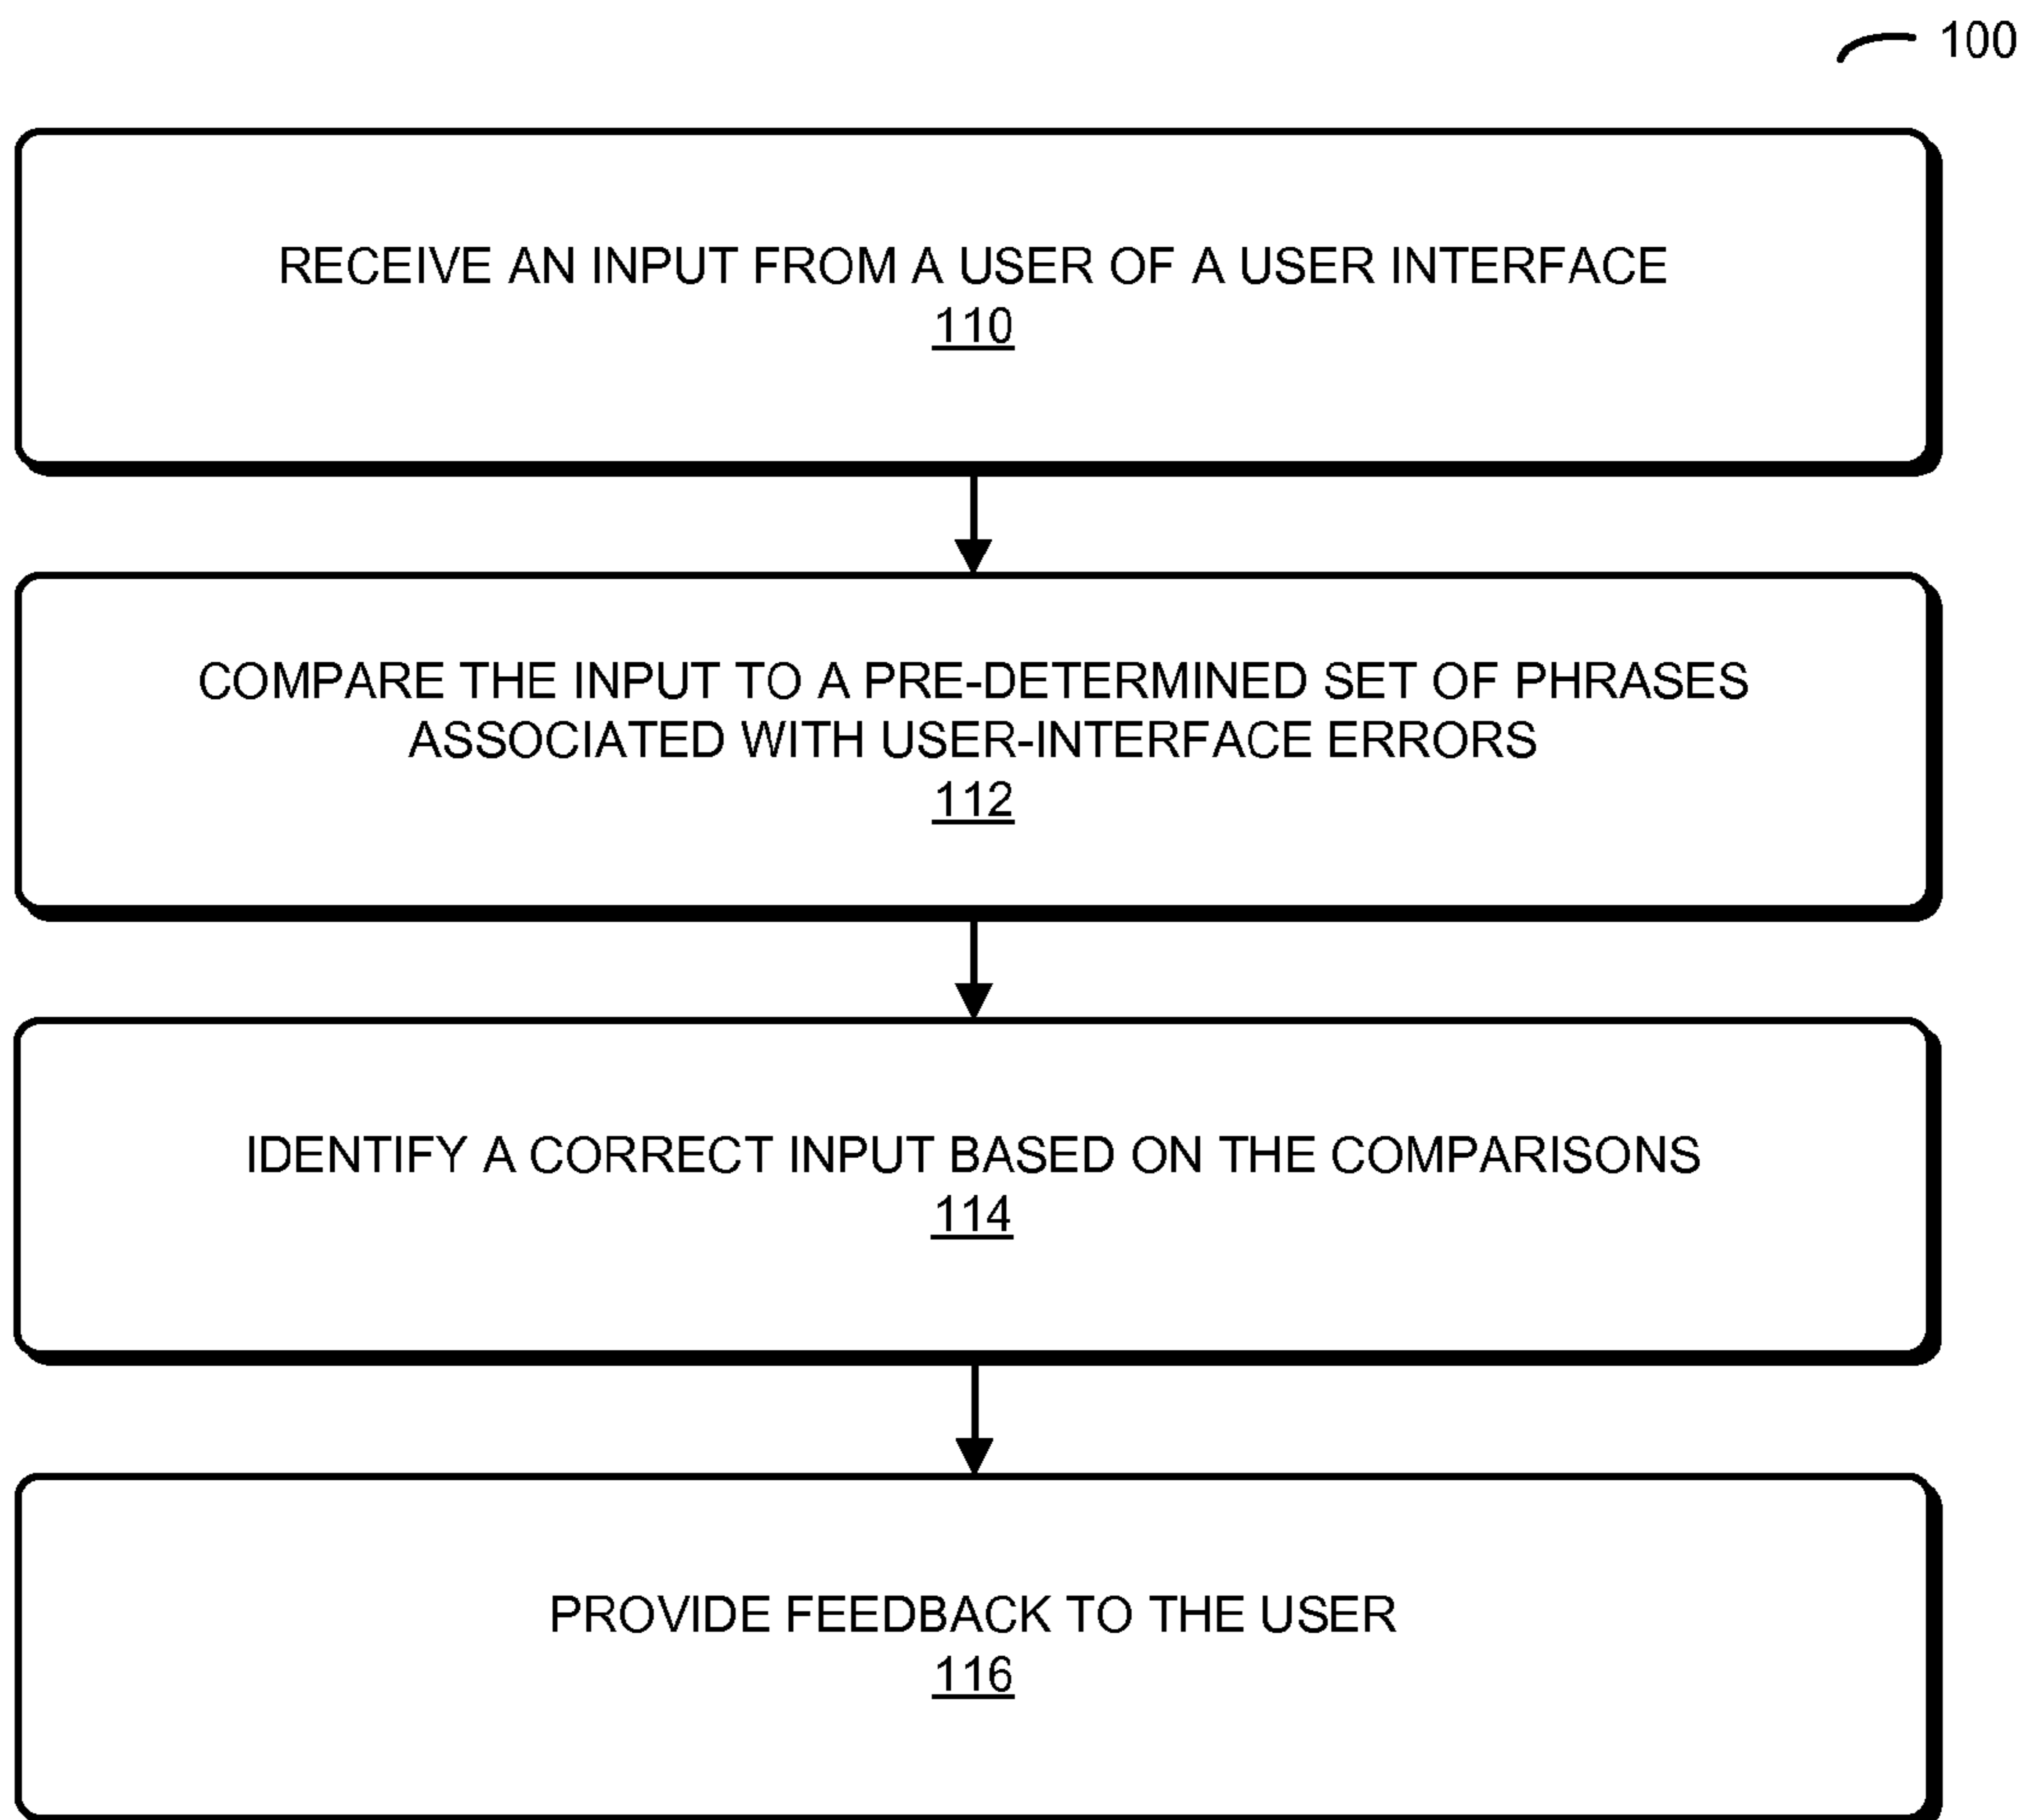 100
RECEIVE AN INPUT FROM A USER OF A USER INTERFACE
110
COMPARE THE INPUT TO A PRE-DETERMINED SET OF PHRASES
ASSOCIATED WITH USER-INTERFACE ERRORS
112
IDENTIFY A CORRECT INPUT BASED ON THE COMPARISONS
114
PROVIDE FEEDBACK TO THE USER
116